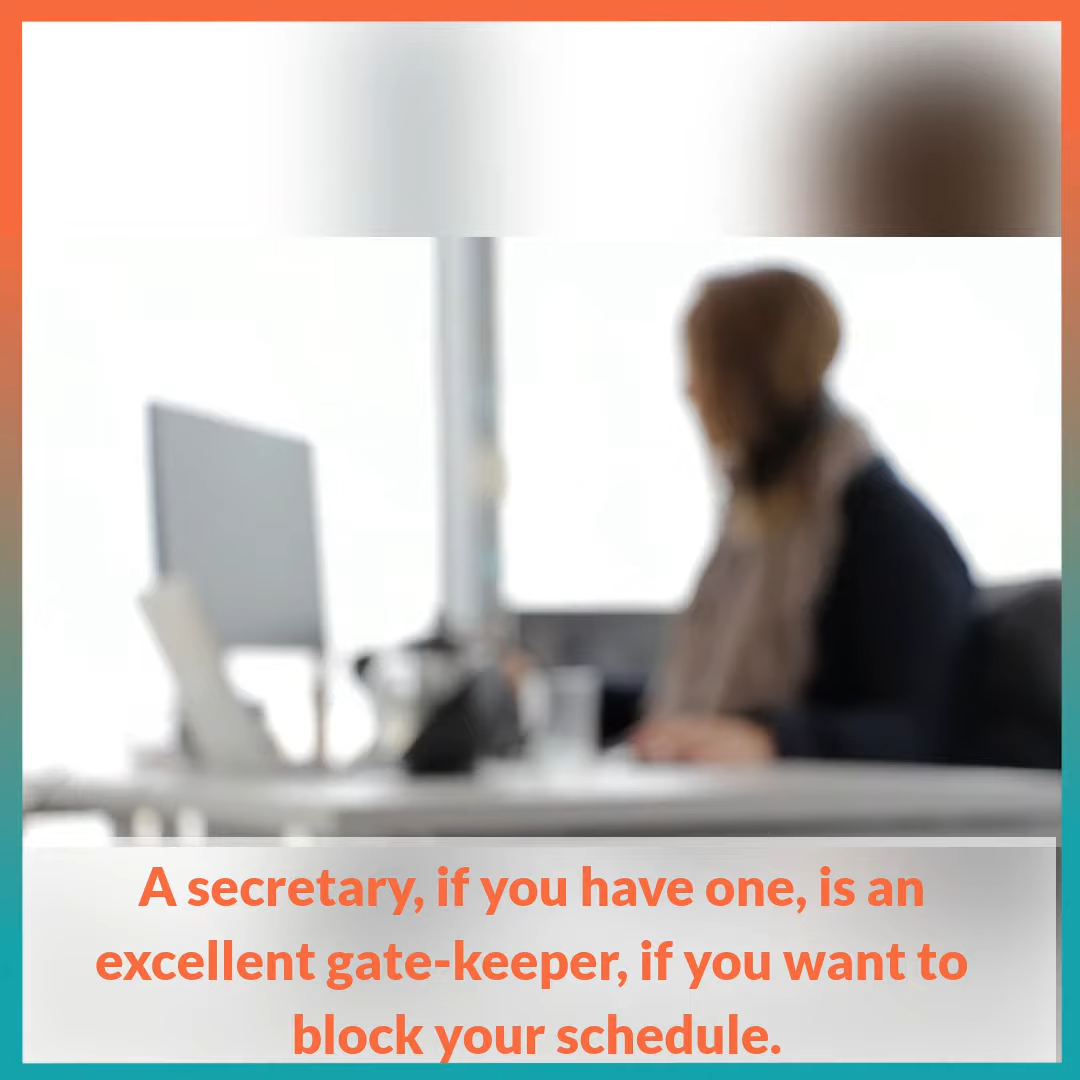 A secretary, if you have one, is an
excellent gate-keeper, if you want to
block your schedule.